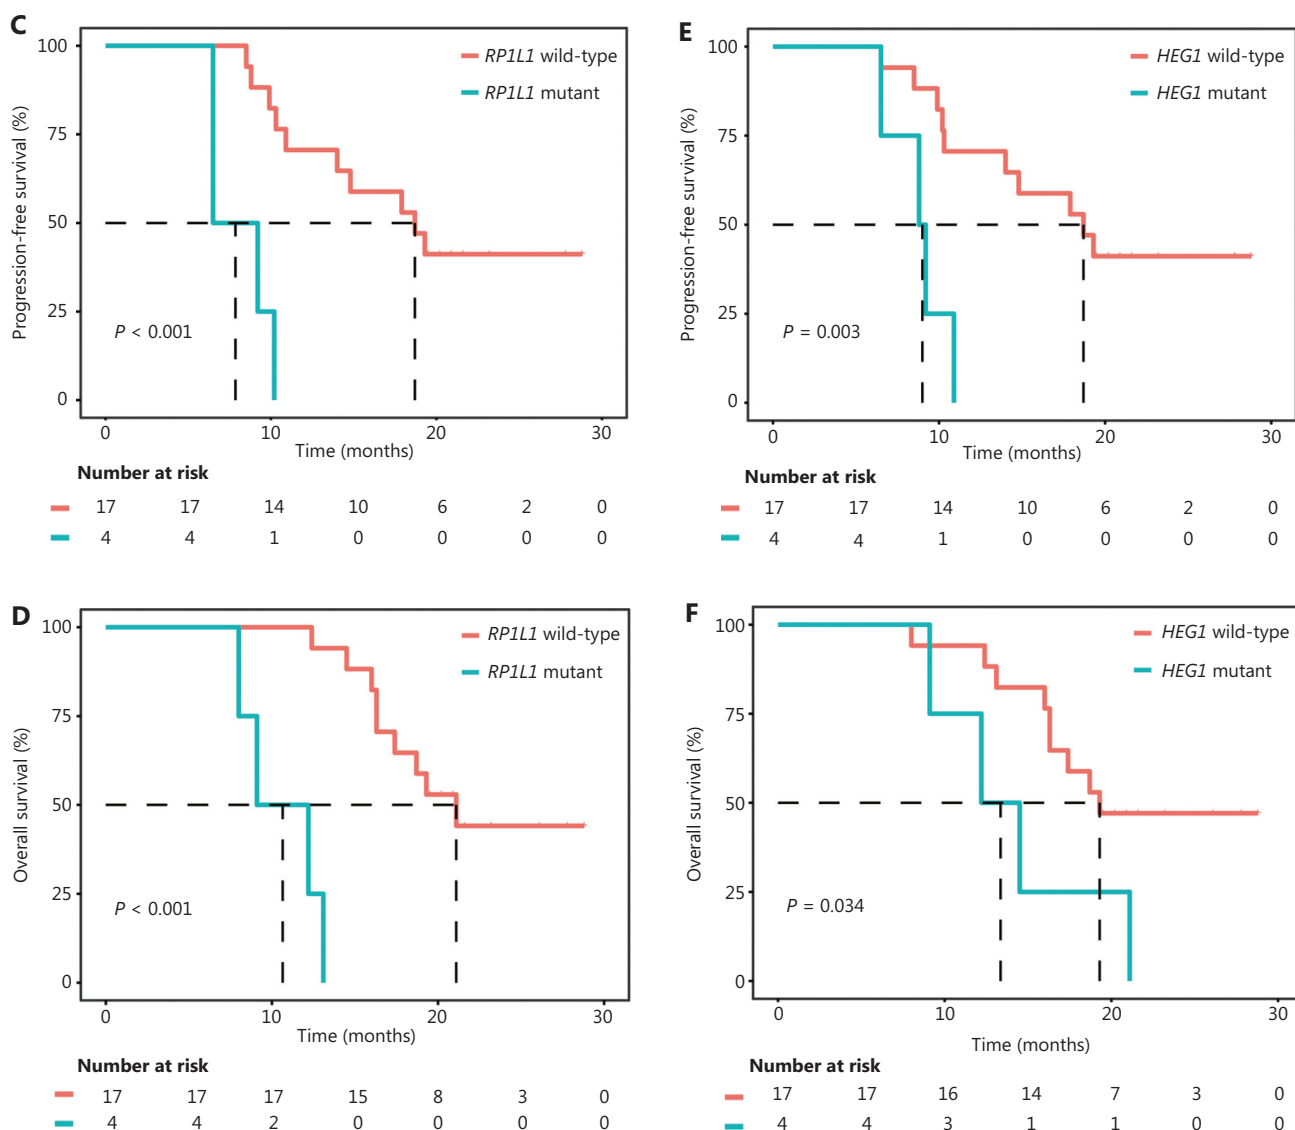 C
100
75
50
25
0
Progression-free survival (%)
RP1L1 wild-type
RP1L1 mutant
P < 0.001
0 10 20 30
Time (months)
Number at risk
17 17 14 10 6 2 0
4 4 1 0 0 0 0
E
100
75
50
25
0
Progression-free survival (%)
HEG1 wild-type
HEG1 mutant
P = 0.003
0 10 20 30
Time (months)
Number at risk
17 17 14 10 6 2 0
4 4 1 0 0 0 0
D
100
75
50
25
0
Overall survival (%)
RP1L1 wild-type
RP1L1 mutant
P < 0.001
0 10 20 30
Time (months)
Number at risk
17 17 17 15 8 3 0
4 4 2 0 0 0 0
F
100
75
50
25
0
Overall survival (%)
HEG1 wild-type
HEG1 mutant
P = 0.034
0 10 20 30
Time (months)
Number at risk
17 17 16 14 7 3 0
4 4 3 1 1 0 0